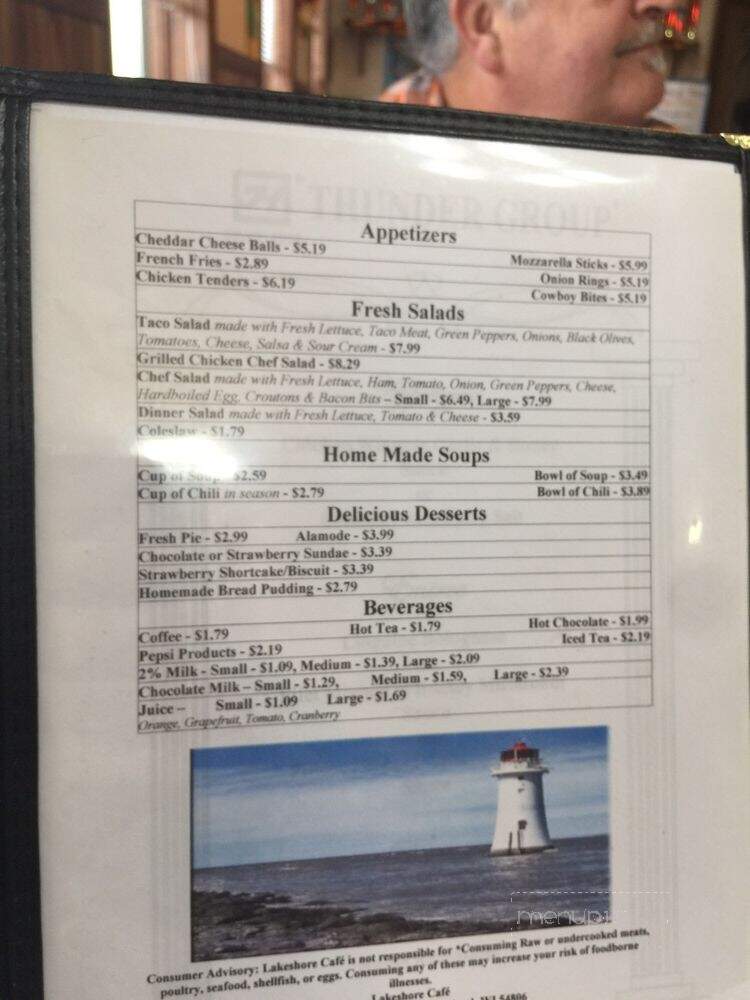 THUNDER GROUP
Appetizers
Cheddar Cheese Balls - $5.19
Mozzarella Sticks - $5.99
French Fries - $2.89
Onion Rings - $5.19
Chicken Tenders - $6.19
Cowboy Bites - $5.19
Fresh Salads
Taco Salad made with Fresh Lettuce, Taco Meat, Green Peppers, Onions, Black Olives,
Tomatoes, Cheese, Salsa & Sour Cream - $7.99
Grilled Chicken Chef Salad - $8.29
Chef Salad made with Fresh Lettuce, Ham, Tomato, Onion, Green Peppers, Cheese,
Hardboiled Egg, Croutons & Bacon Bits – Small - $6.49, Large - $7.99
Dinner Salad made with Fresh Lettuce, Tomato & Cheese - $3.59
Coleslaw - $1.79
Home Made Soups
Cup of Soup - $2.59 Bowl of Soup - $3.49
Cup of Chili in season - $2.79 Bowl of Chili - $3.89
Delicious Desserts
Fresh Pie - $2.99 Alamode - $3.99
Chocolate or Strawberry Sundae - $3.39
Strawberry Shortcake/Biscuit - $3.39
Homemade Bread Pudding - $2.79
Beverages
Coffee - $1.79 Hot Tea - $1.79 Hot Chocolate - $1.99
Pepsi Products - $2.19 Iced Tea - $2.19
2% Milk - Small - $1.09, Medium - $1.39, Large - $2.09
Chocolate Milk – Small - $1.29, Medium - $1.59, Large - $2.39
Juice – Small - $1.09 Large - $1.69
Orange, Grapefruit, Tomato, Cranberry
menupi
Consumer Advisory: Lakeshore Café is not responsible for *Consuming Raw or undercooked meats,
poultry, seafood, shellfish, or eggs. Consuming any of these may increase your risk of foodborne
illnesses.
Lakeshore Café
WI 54806